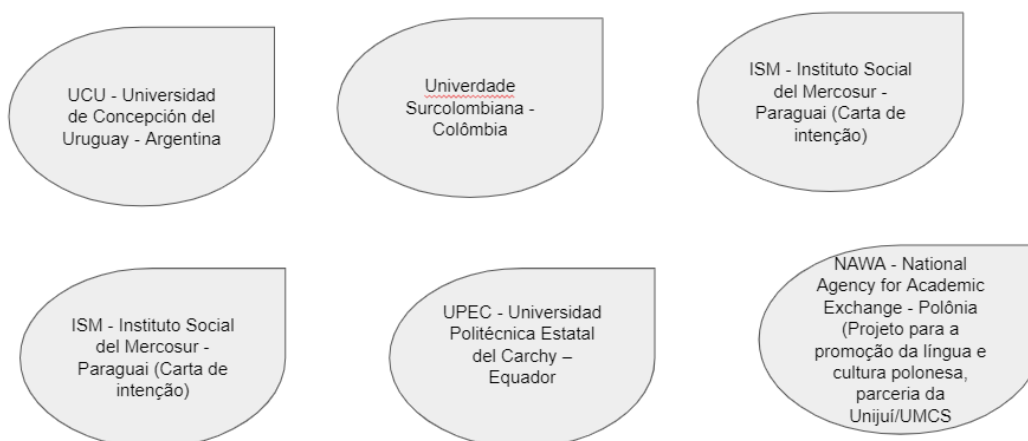 UCU - Universidad
de Concepción del
Uruguay - Argentina
Univerdade
Surcolombiana -
Colômbia
ISM - Instituto Social
del Mercosur -
Paraguai (Carta de
intenção)
ISM - Instituto Social
del Mercosur -
Paraguai (Carta de
intenção)
UPEC - Universidad
Politécnica Estatal
del Carchy –
Equador
NAWA - National
Agency for Academic
Exchange - Polônia
(Projeto para a
promoção da língua e
cultura polonesa,
parceria da
Unijuí/UMCS